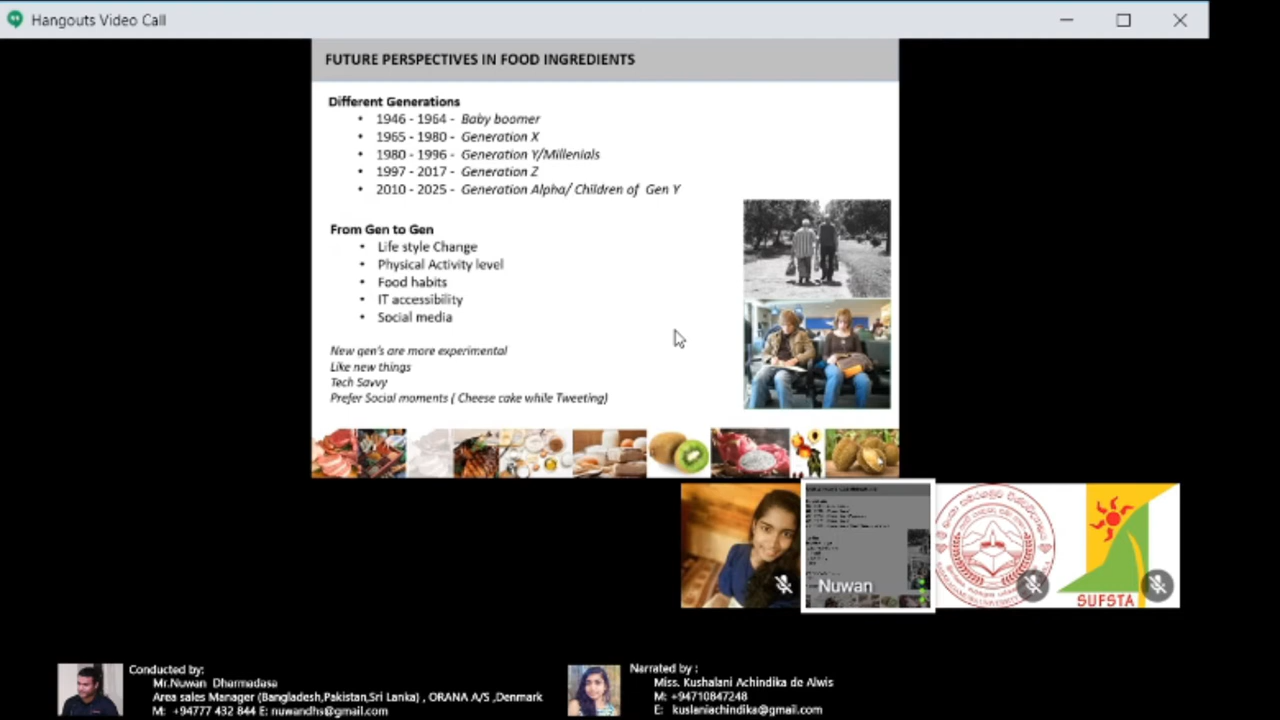 Hangouts Video Call
FUTURE PERSPECTIVES IN FOOD INGREDIENTS
Different Generations
• 1946 - 1964 - Baby boomer
• 1965 - 1980 - Generation X
• 1980 - 1996 - Generation Y/Millenials
• 1997 - 2017 - Generation Z
• 2010 - 2025 - Generation Alpha/ Children of Gen Y
From Gen to Gen
• Life style Change
• Physical Activity level
• Food habits
• IT accessibility
• Social media
New gen's are more experimental
Like new things
Tech Savvy
Prefer Social moments ( Cheese cake while Tweeting)
Nuwan
SUFSTA
Conducted by:
Mr.Nuwan Dharmadasa
Area sales Manager (Bangladesh,Pakistan,Sri Lanka) , ORANA A/S ,Denmark
M: +94777 432 844 E: nuwandhs@gmail.com
Narrated by :
Miss. Kushalani Achindika de Alwis
M: +94710847248
E: kuslaniachindika@gmail.com